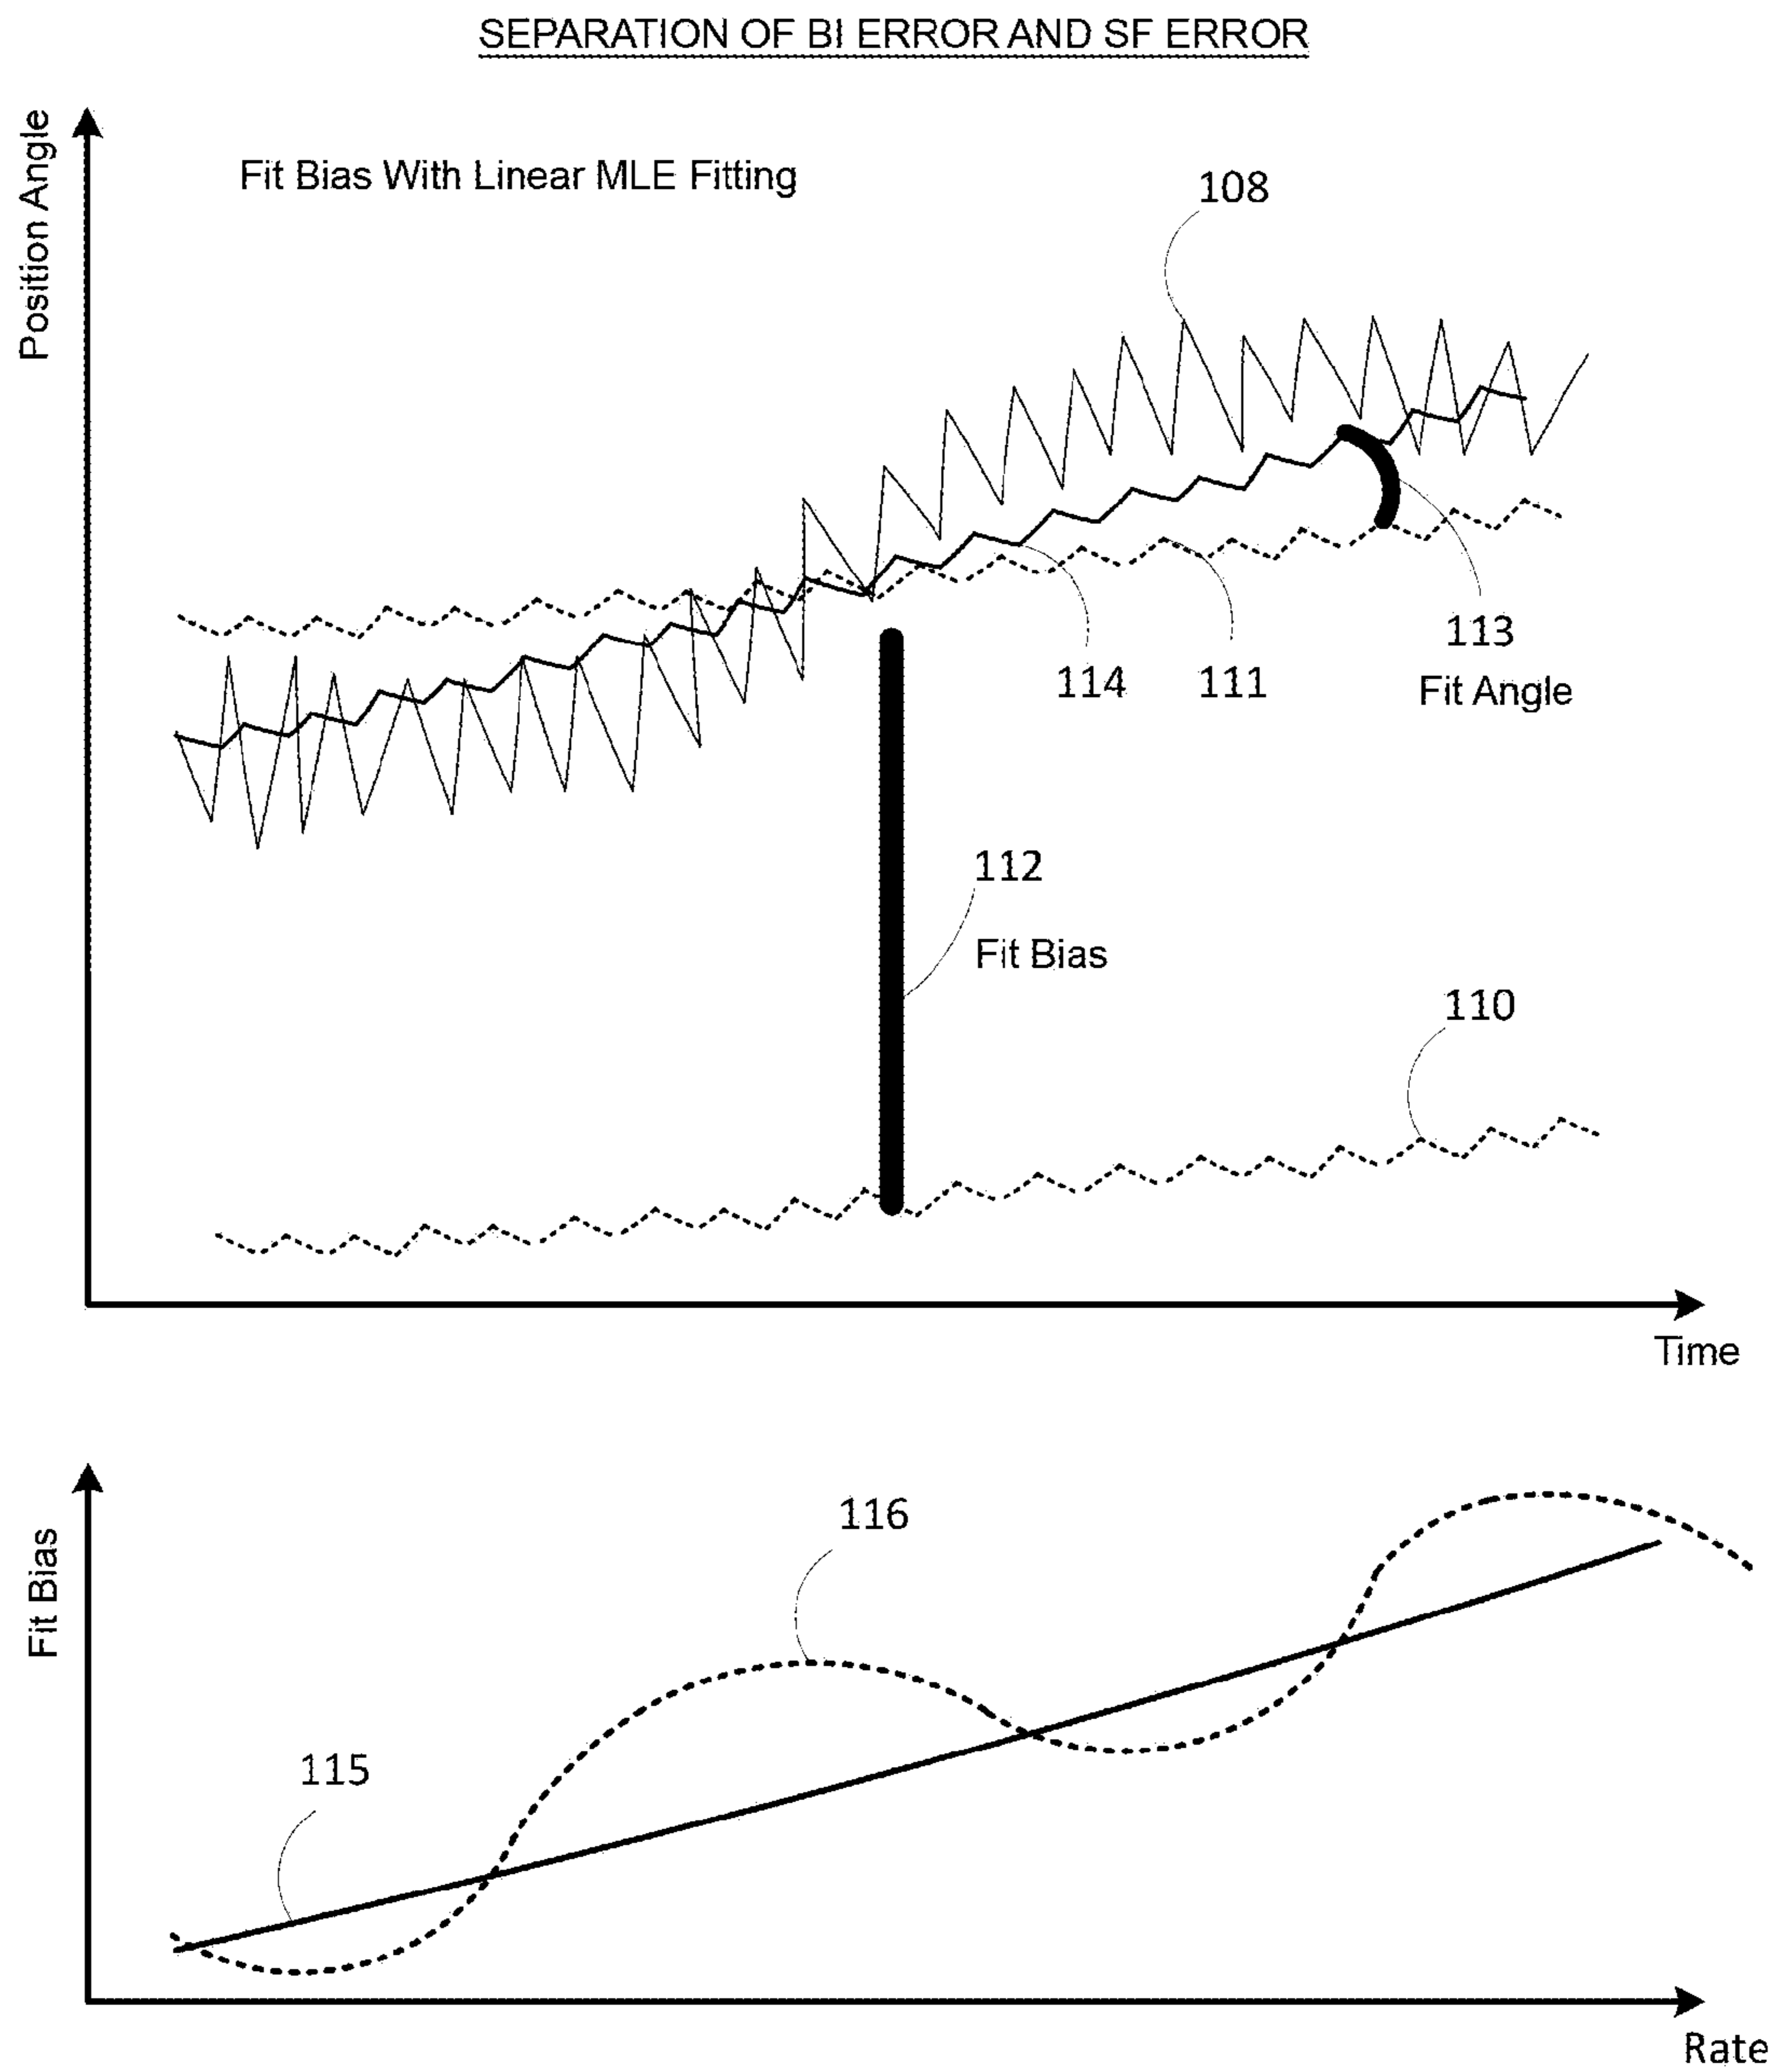 SEPARATION OF BI ERROR AND SF ERROR
Position Angle
Fit Bias With Linear MLE Fitting
108
113
Fit Angle
114
111
112
Fit Bias
110
Time
Fit Bias
116
115
Rate